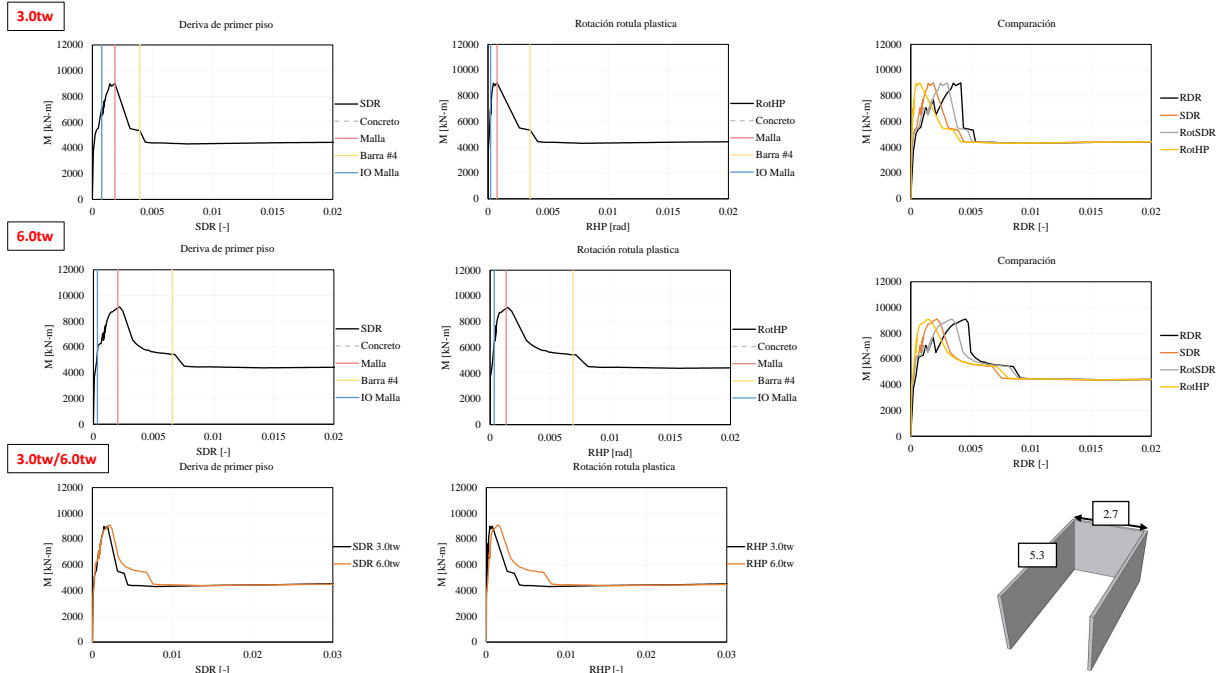 3.0tw
Deriva de primer piso
M [kN-m]
12000
10000
8000
6000
4000
2000
0
0 0.005 0.01 0.015 0.02
SDR [-]
SDR
Concreto
Malla
Barra #4
IO Malla
Rotación rotula plastica
M [kN-m]
12000
10000
8000
6000
4000
2000
0
0 0.005 0.01 0.015 0.02
RHP [rad]
RotHP
Concreto
Malla
Barra #4
IO Malla
Comparación
M [kN-m]
12000
10000
8000
6000
4000
2000
0
0 0.005 0.01 0.015 0.02
RDR [-]
RDR
SDR
RotSDR
RotHP
6.0tw
Deriva de primer piso
M [kN-m]
12000
10000
8000
6000
4000
2000
0
0 0.005 0.01 0.015 0.02
SDR [-]
SDR
Concreto
Malla
Barra #4
IO Malla
Rotación rotula plastica
M [kN-m]
12000
10000
8000
6000
4000
2000
0
0 0.005 0.01 0.015 0.02
RHP [rad]
RotHP
Concreto
Malla
Barra #4
IO Malla
Comparación
M [kN-m]
12000
10000
8000
6000
4000
2000
0
0 0.005 0.01 0.015 0.02
RDR [-]
RDR
SDR
RotSDR
RotHP
3.0tw/6.0tw
Deriva de primer piso
M [kN-m]
12000
10000
8000
6000
4000
2000
0
0 0.01 0.02 0.03
SDR [-]
SDR 3.0tw
SDR 6.0tw
Rotación rotula plastica
M [kN-m]
12000
10000
8000
6000
4000
2000
0
0 0.01 0.02 0.03
RHP [-]
RHP 3.0tw
RHP 6.0tw
2.7
5.3